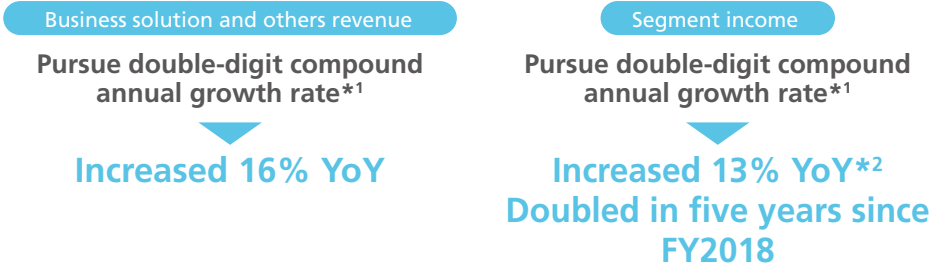 Business solution and others revenue
Pursue double-digit compound
annual growth rate*1
Increased 16% YoY
Segment income
Pursue double-digit compound
annual growth rate*1
Increased 13% YoY*2
Doubled in five years since
FY2018